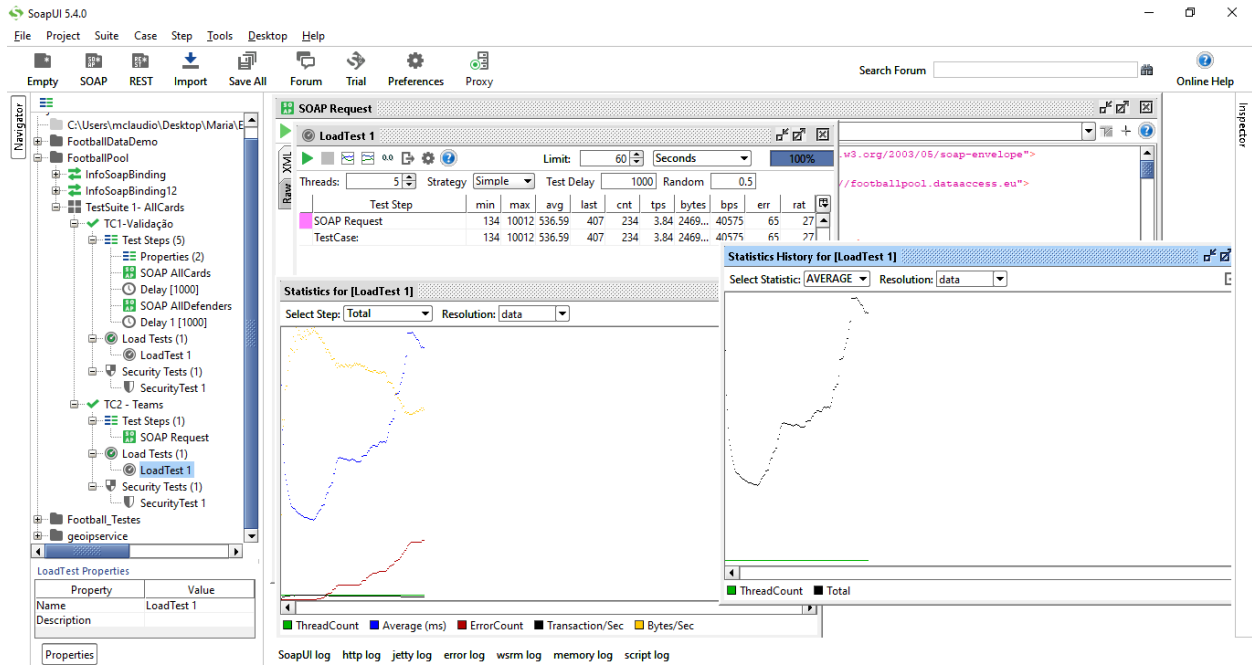 SoapUI 5.4.0
File Project Suite Case Step Tools Desktop Help
Empty SOAP REST Import Save All Forum Trial Preferences Proxy
Search Forum
Online Help
Navigator
C:\Users\mclaudio\Desktop\Maria\E
FootballDataDemo
FootballPool
InfoSoapBinding
InfoSoapBinding12
TestSuite 1- AllCards
TC1-Validação
Test Steps (5)
Properties (2)
SOAP AllCards
Delay [1000]
SOAP AllDefenders
Delay 1 [1000]
Load Tests (1)
LoadTest 1
Security Tests (1)
SecurityTest 1
TC2 - Teams
Test Steps (1)
SOAP Request
Load Tests (1)
LoadTest 1
Security Tests (1)
SecurityTest 1
Football_Testes
geoipservice
LoadTest Properties
Property Value
Name LoadTest 1
Description
Properties
SOAP Request
XML
Raw
LoadTest 1
0.0
Limit: 60 Seconds 100%
Threads: 5 Strategy Simple Test Delay 1000 Random 0.5
Test Step min max avg last cnt tps bytes bps err rat
SOAP Request 134 10012 536.59 407 234 3.84 2469... 40575 65 27
TestCase: 134 10012 536.59 407 234 3.84 2469... 40575 65 27
.w3.org/2003/05/soap-envelope">
//footballpool.dataaccess.eu">
Inspector
Statistics for [LoadTest 1]
Select Step: Total Resolution: data
ThreadCount Average (ms) ErrorCount Transaction/Sec Bytes/Sec
Statistics History for [LoadTest 1]
Select Statistic: AVERAGE Resolution: data
ThreadCount Total
SoapUI log http log jetty log error log wsrm log memory log script log